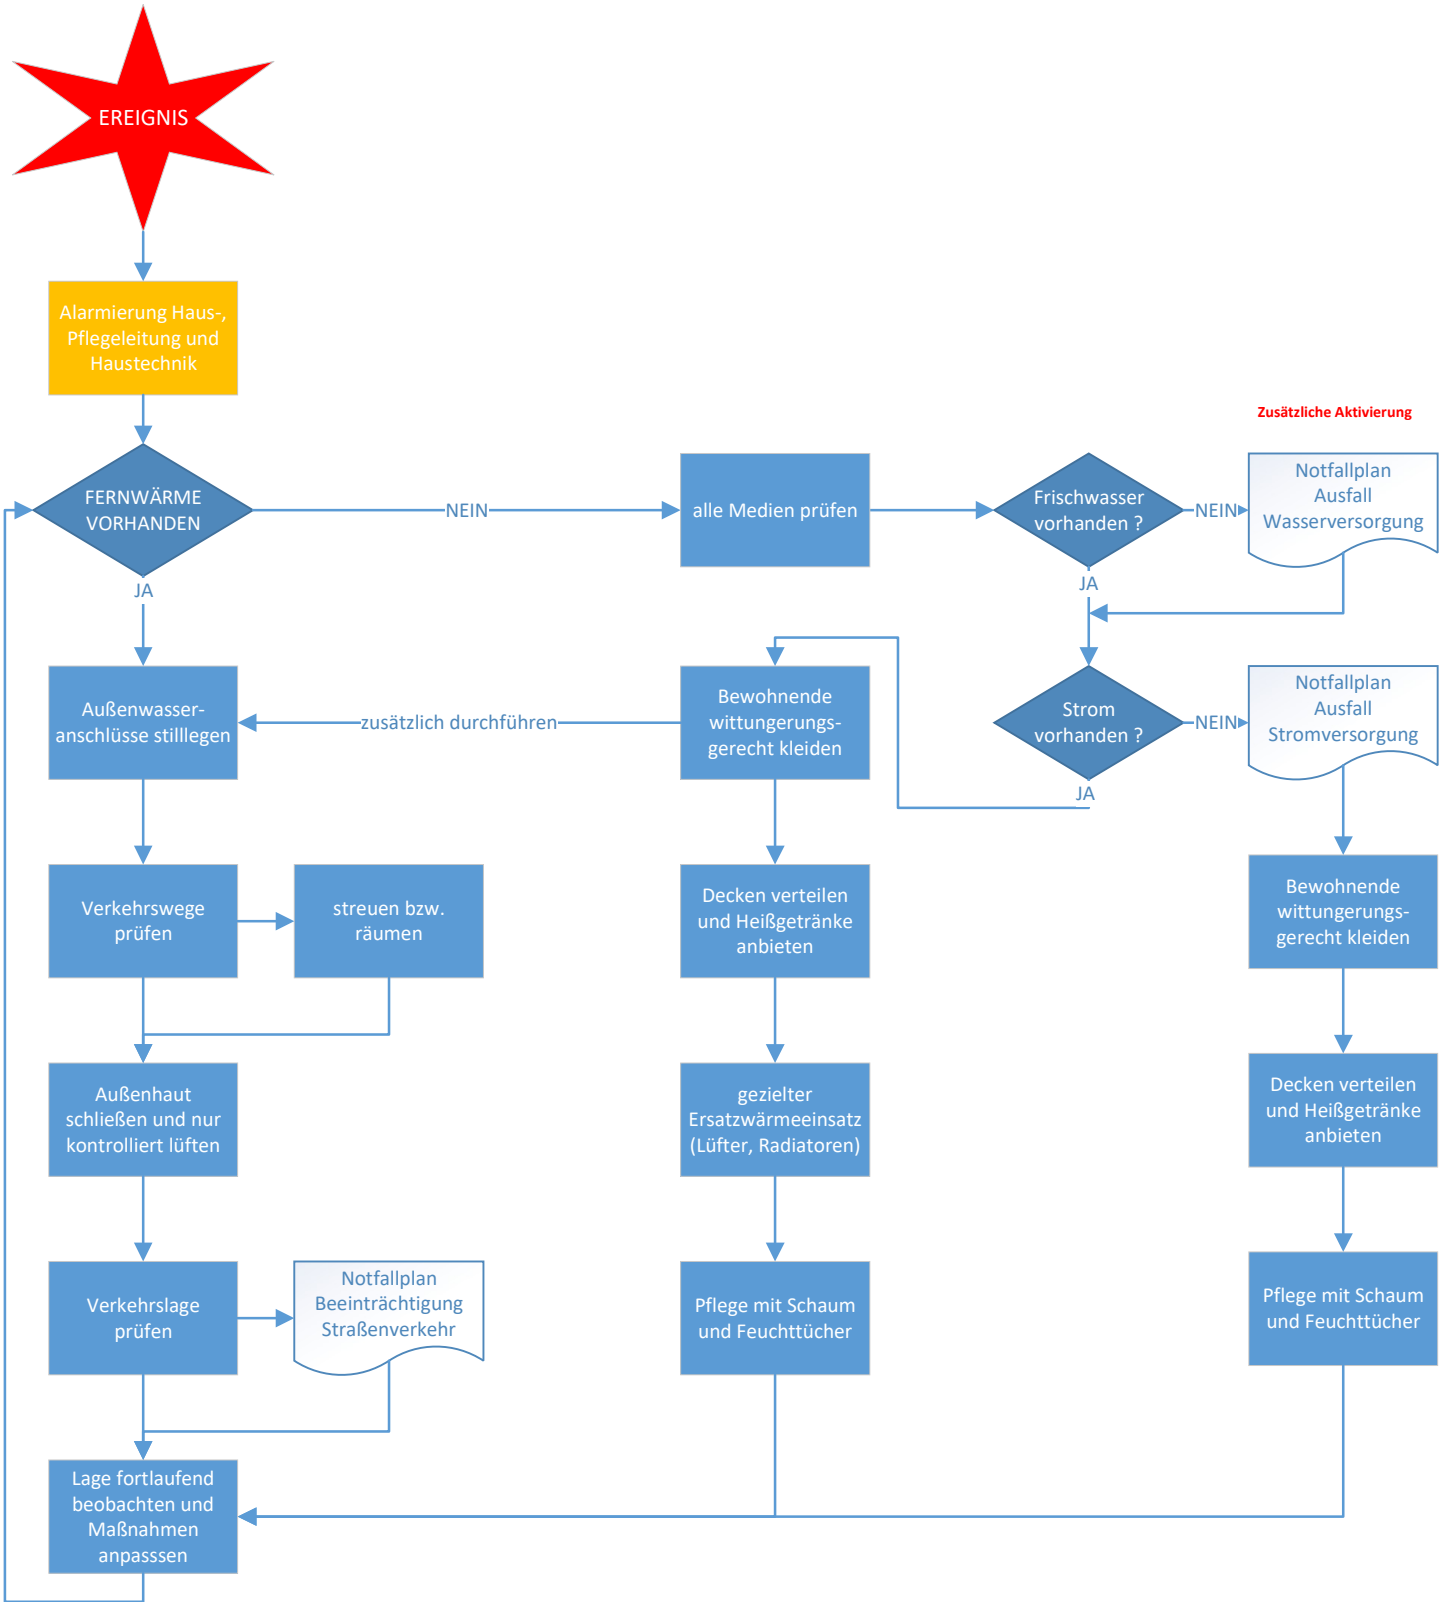 EREIGNIS
Alarmierung Haus-,
Pflegeleitung und
Haustechnik
Zusätzliche Aktivierung
FERNWÄRME
VORHANDEN
NEIN
alle Medien prüfen
Frischwasser
vorhanden ?
NEIN
Notfallplan
Ausfall
Wasserversorgung
JA
JA
Außenwasser-
anschlüsse stilllegen
zusätzlich durchführen
Bewohnende
wittungerungs-
gerecht kleiden
Strom
vorhanden ?
NEIN
Notfallplan
Ausfall
Stromversorgung
JA
Verkehrswege
prüfen
streuen bzw.
räumen
Decken verteilen
und Heißgetränke
anbieten
Bewohnende
wittungerungs-
gerecht kleiden
Außenhaut
schließen und nur
kontrolliert lüften
gezielter
Ersatzwärmeeinsatz
(Lüfter, Radiatoren)
Decken verteilen
und Heißgetränke
anbieten
Verkehrslage
prüfen
Notfallplan
Beeinträchtigung
Straßenverkehr
Pflege mit Schaum
und Feuchttücher
Pflege mit Schaum
und Feuchttücher
Lage fortlaufend
beobachten und
Maßnahmen
anpasssen